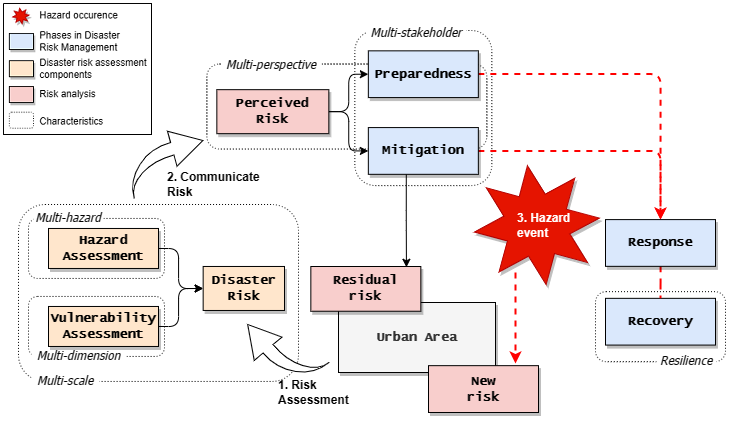 Hazard occurence
Phases in Disaster
Risk Management
Disaster risk assessment
components
Risk analysis
Characteristics
Multi-stakeholder
Multi-perspective
Preparedness
Perceived
Risk
Mitigation
2. Communicate
Risk
3. Hazard
event
Multi-hazard
Hazard
Assessment
Disaster
Risk
Vulnerability
Assessment
Multi-dimension
Multi-scale
Residual
risk
Urban Area
1. Risk
Assessment
New
risk
Response
Recovery
Resilience